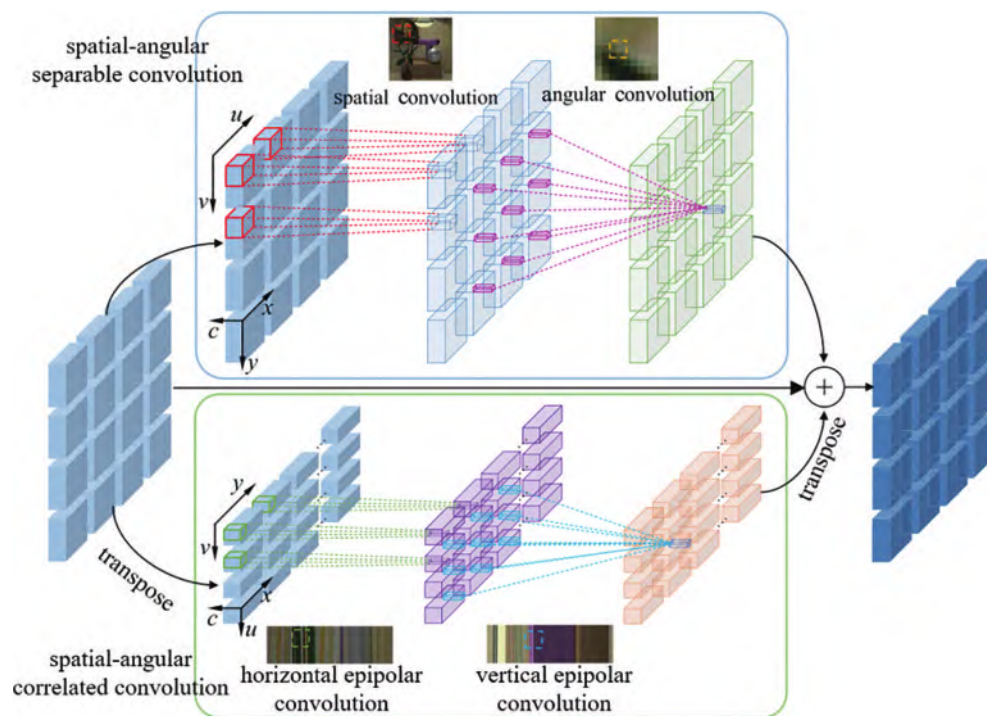 spatial-angular
separable convolution
spatial convolution
angular convolution
u
v
x
c
y
+
transpose
transpose
y
v
x
c
u
spatial-angular
correlated convolution
horizontal epipolar
convolution
vertical epipolar
convolution